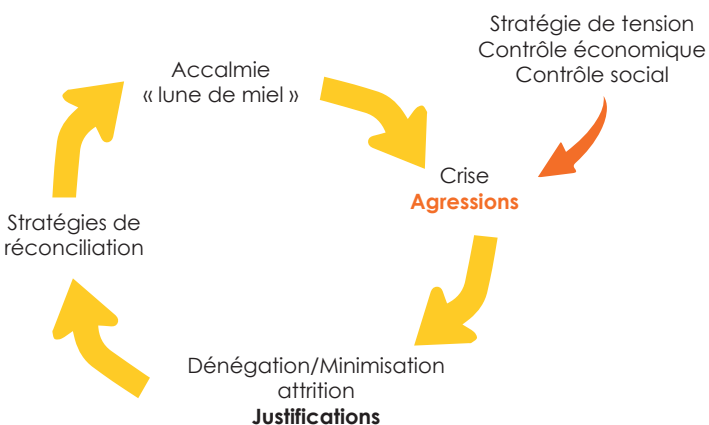 Stratégie de tension
Contrôle économique
Contrôle social
Accalmie
« lune de miel »
Crise
Agressions
Stratégies de
réconciliation
Dénégation/Minimisation
attrition
Justifications